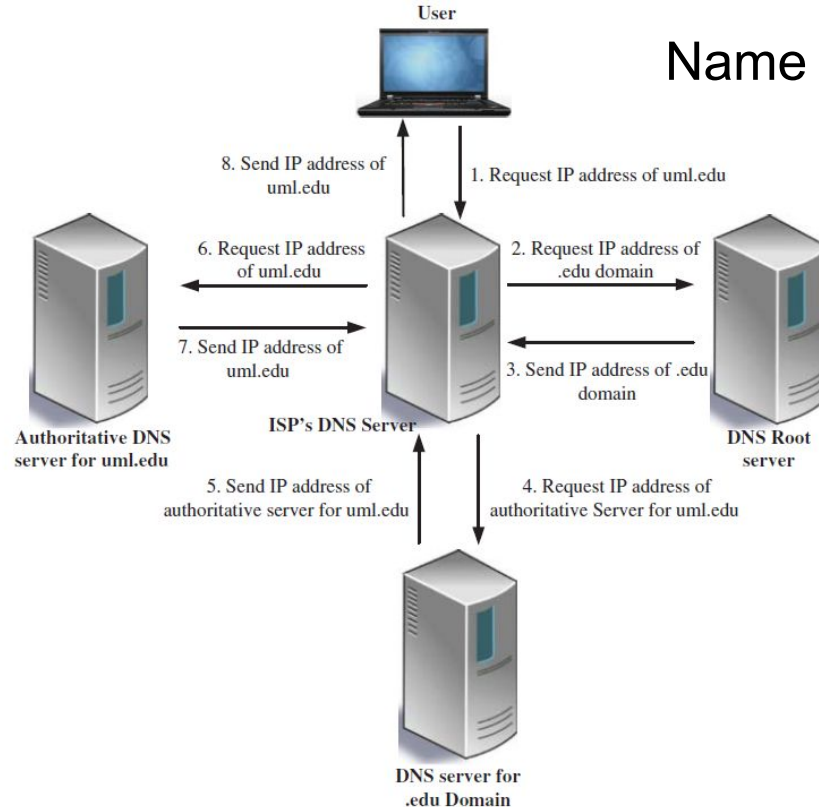 User
Name
8. Send IP address of
uml.edu
1. Request IP address of uml.edu
6. Request IP address
of uml.edu
2. Request IP address of
.edu domain
7. Send IP address of
uml.edu
3. Send IP address of .edu
domain
Authoritative DNS
server for uml.edu
ISP's DNS Server
DNS Root
server
5. Send IP address of
authoritative server for uml.edu
4. Request IP address of
authoritative Server for uml.edu
DNS server for
.edu Domain